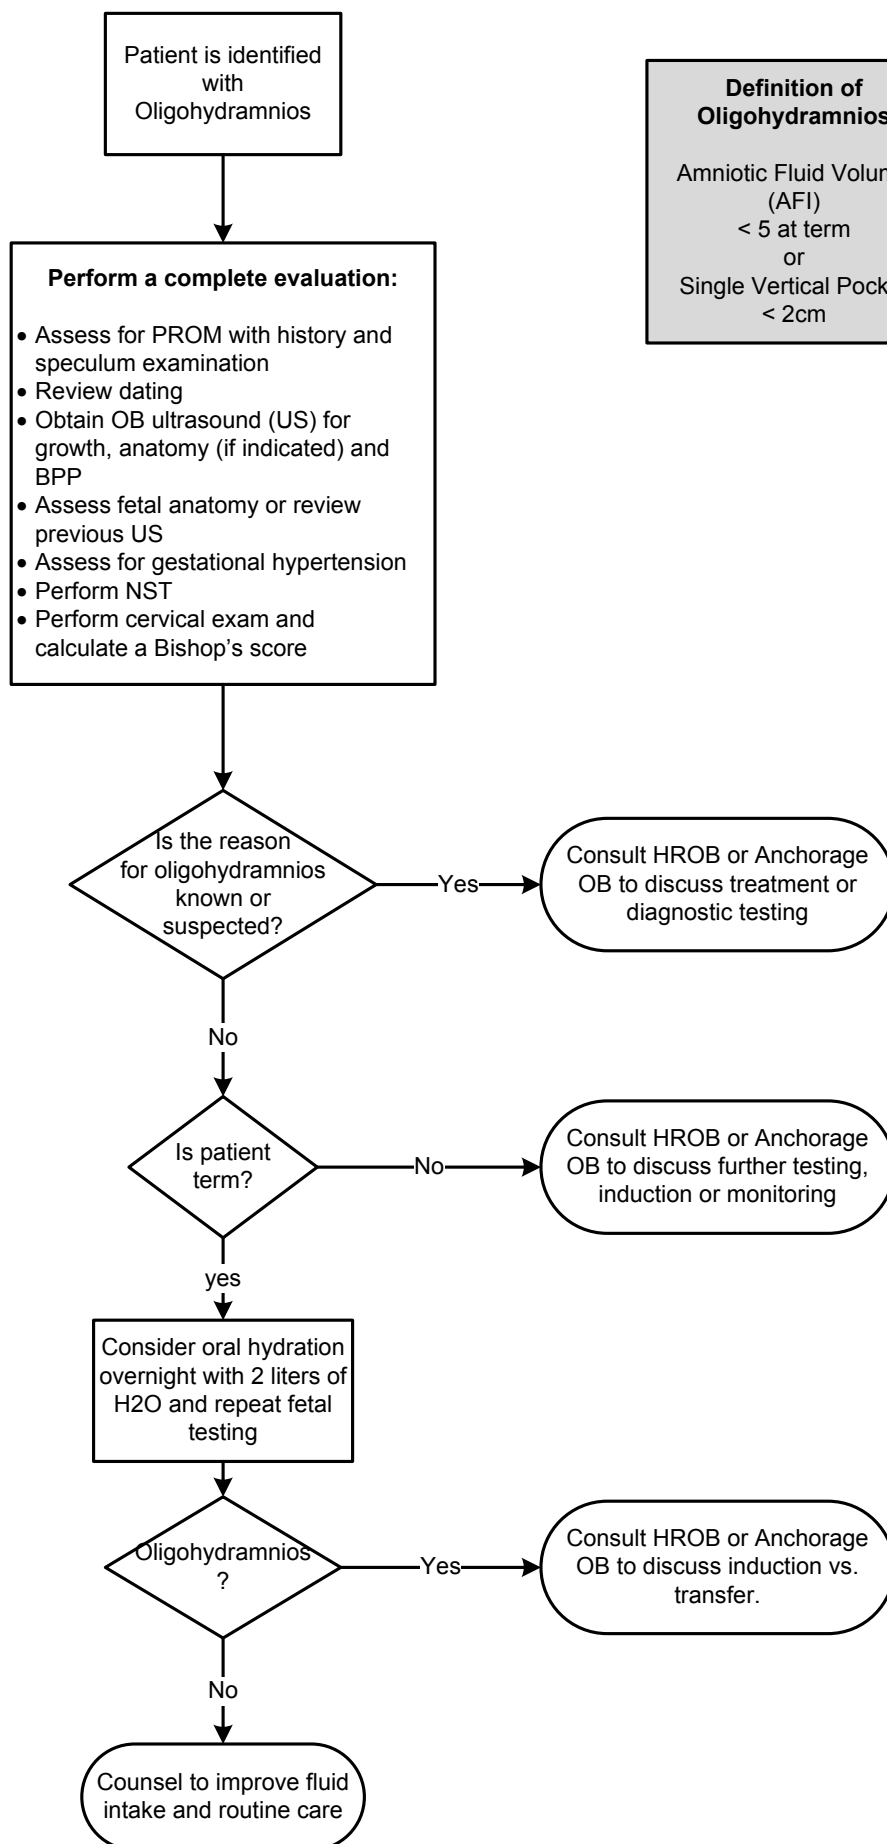 Patient is identified
with
Oligohydramnios
Definition of
Oligohydramnios
Amniotic Fluid
(AFI)
< 5 at term
or
Single Vertical
< 2cm
Perform a complete evaluation:
• Assess for PROM with history and
speculum examination
• Review dating
• Obtain OB ultrasound (US) for
growth, anatomy (if indicated) and
BPP
• Assess fetal anatomy or review
previous US
• Assess for gestational hypertension
• Perform NST
• Perform cervical exam and
calculate a Bishop's score
Is the reason
for oligohydramnios
known or
suspected?
Yes
Consult HROB or Anchorage
OB to discuss treatment or
diagnostic testing
No
Is patient
term?
No
Consult HROB or Anchorage
OB to discuss further testing,
induction or monitoring
yes
Consider oral hydration
overnight with 2 liters of
H2O and repeat fetal
testing
Oligohydramnios
?
Yes
Consult HROB or Anchorage
OB to discuss induction vs.
transfer.
No
Counsel to improve fluid
intake and routine care